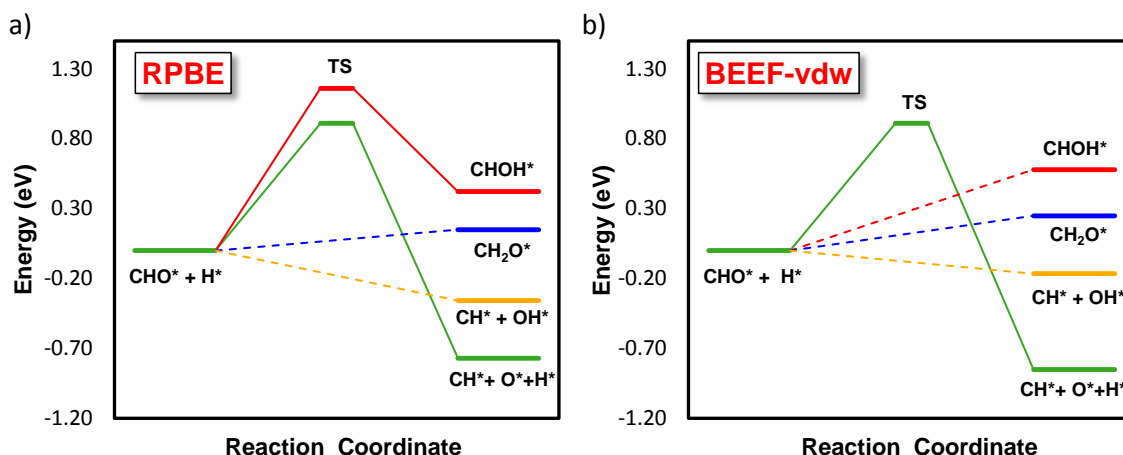 a)
RPBE
Energy (eV)
1.30
0.80
0.30
-0.20
-0.70
-1.20
TS
CHOH*
CH₂O*
CHO* + H*
CH* + OH*
CH*+ O*+H*
Reaction Coordinate
b)
BEEF-vdw
Energy (eV)
1.30
0.80
0.30
-0.20
-0.70
-1.20
TS
CHOH*
CH₂O*
CHO* + H*
CH* + OH*
CH*+ O*+H*
Reaction Coordinate